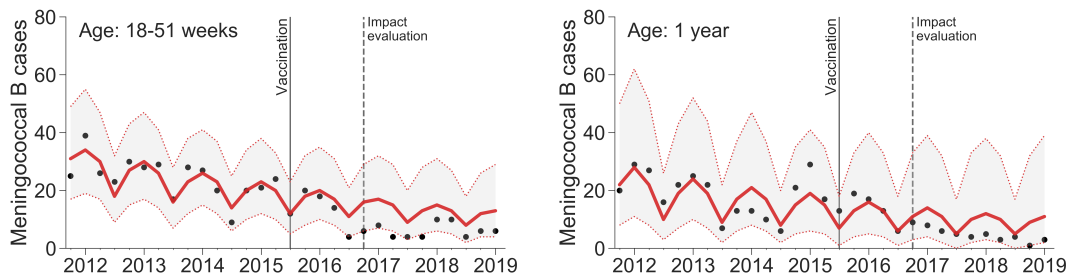 Age: 18-51 weeks
Meningococcal B cases
80
60
40
20
0
Vaccination
Impact
evaluation
2012 2013 2014 2015 2016 2017 2018 2019
Age: 1 year
Meningococcal B cases
80
60
40
20
0
Vaccination
Impact
evaluation
2012 2013 2014 2015 2016 2017 2018 2019